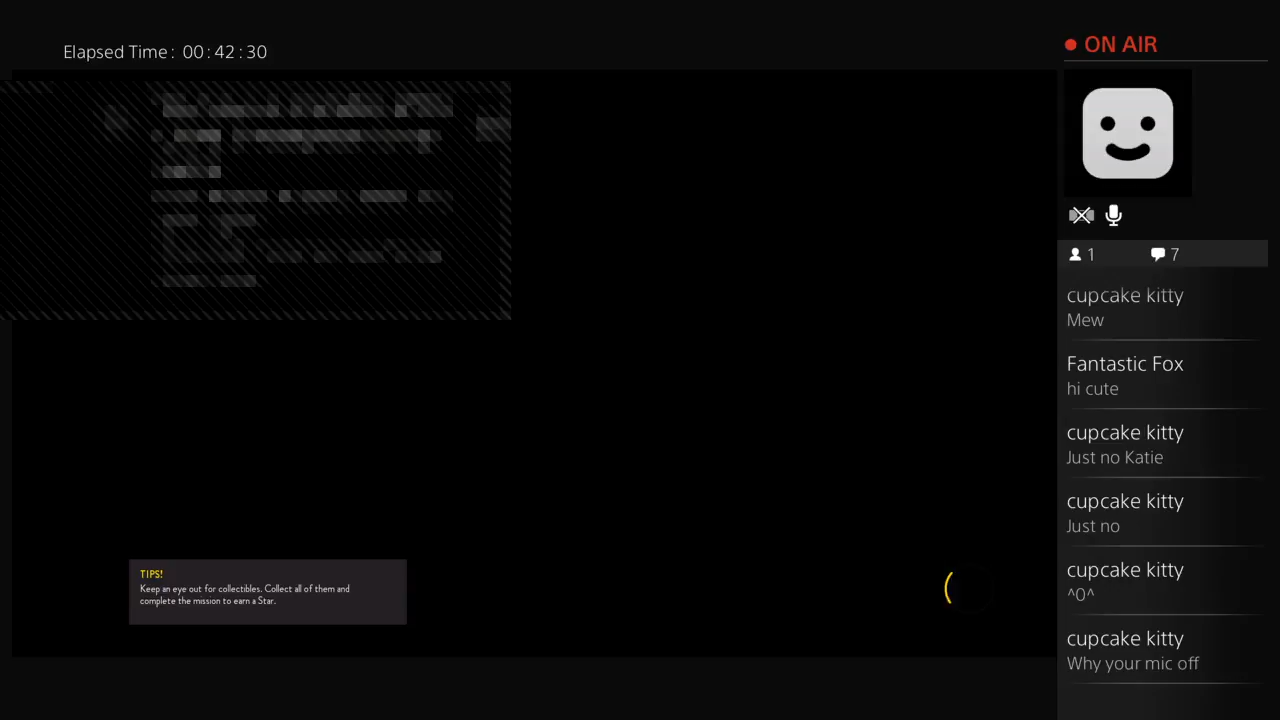 Elapsed Time: 00:42:30
ON AIR
1
7
cupcake kitty
Mew
Fantastic Fox
hi cute
cupcake kitty
Just no Katie
cupcake kitty
Just no
cupcake kitty
^0^
cupcake kitty
Why your mic off
TIPS!
Keep an eye out for collectibles. Collect all of them and
complete the mission to earn a Star.